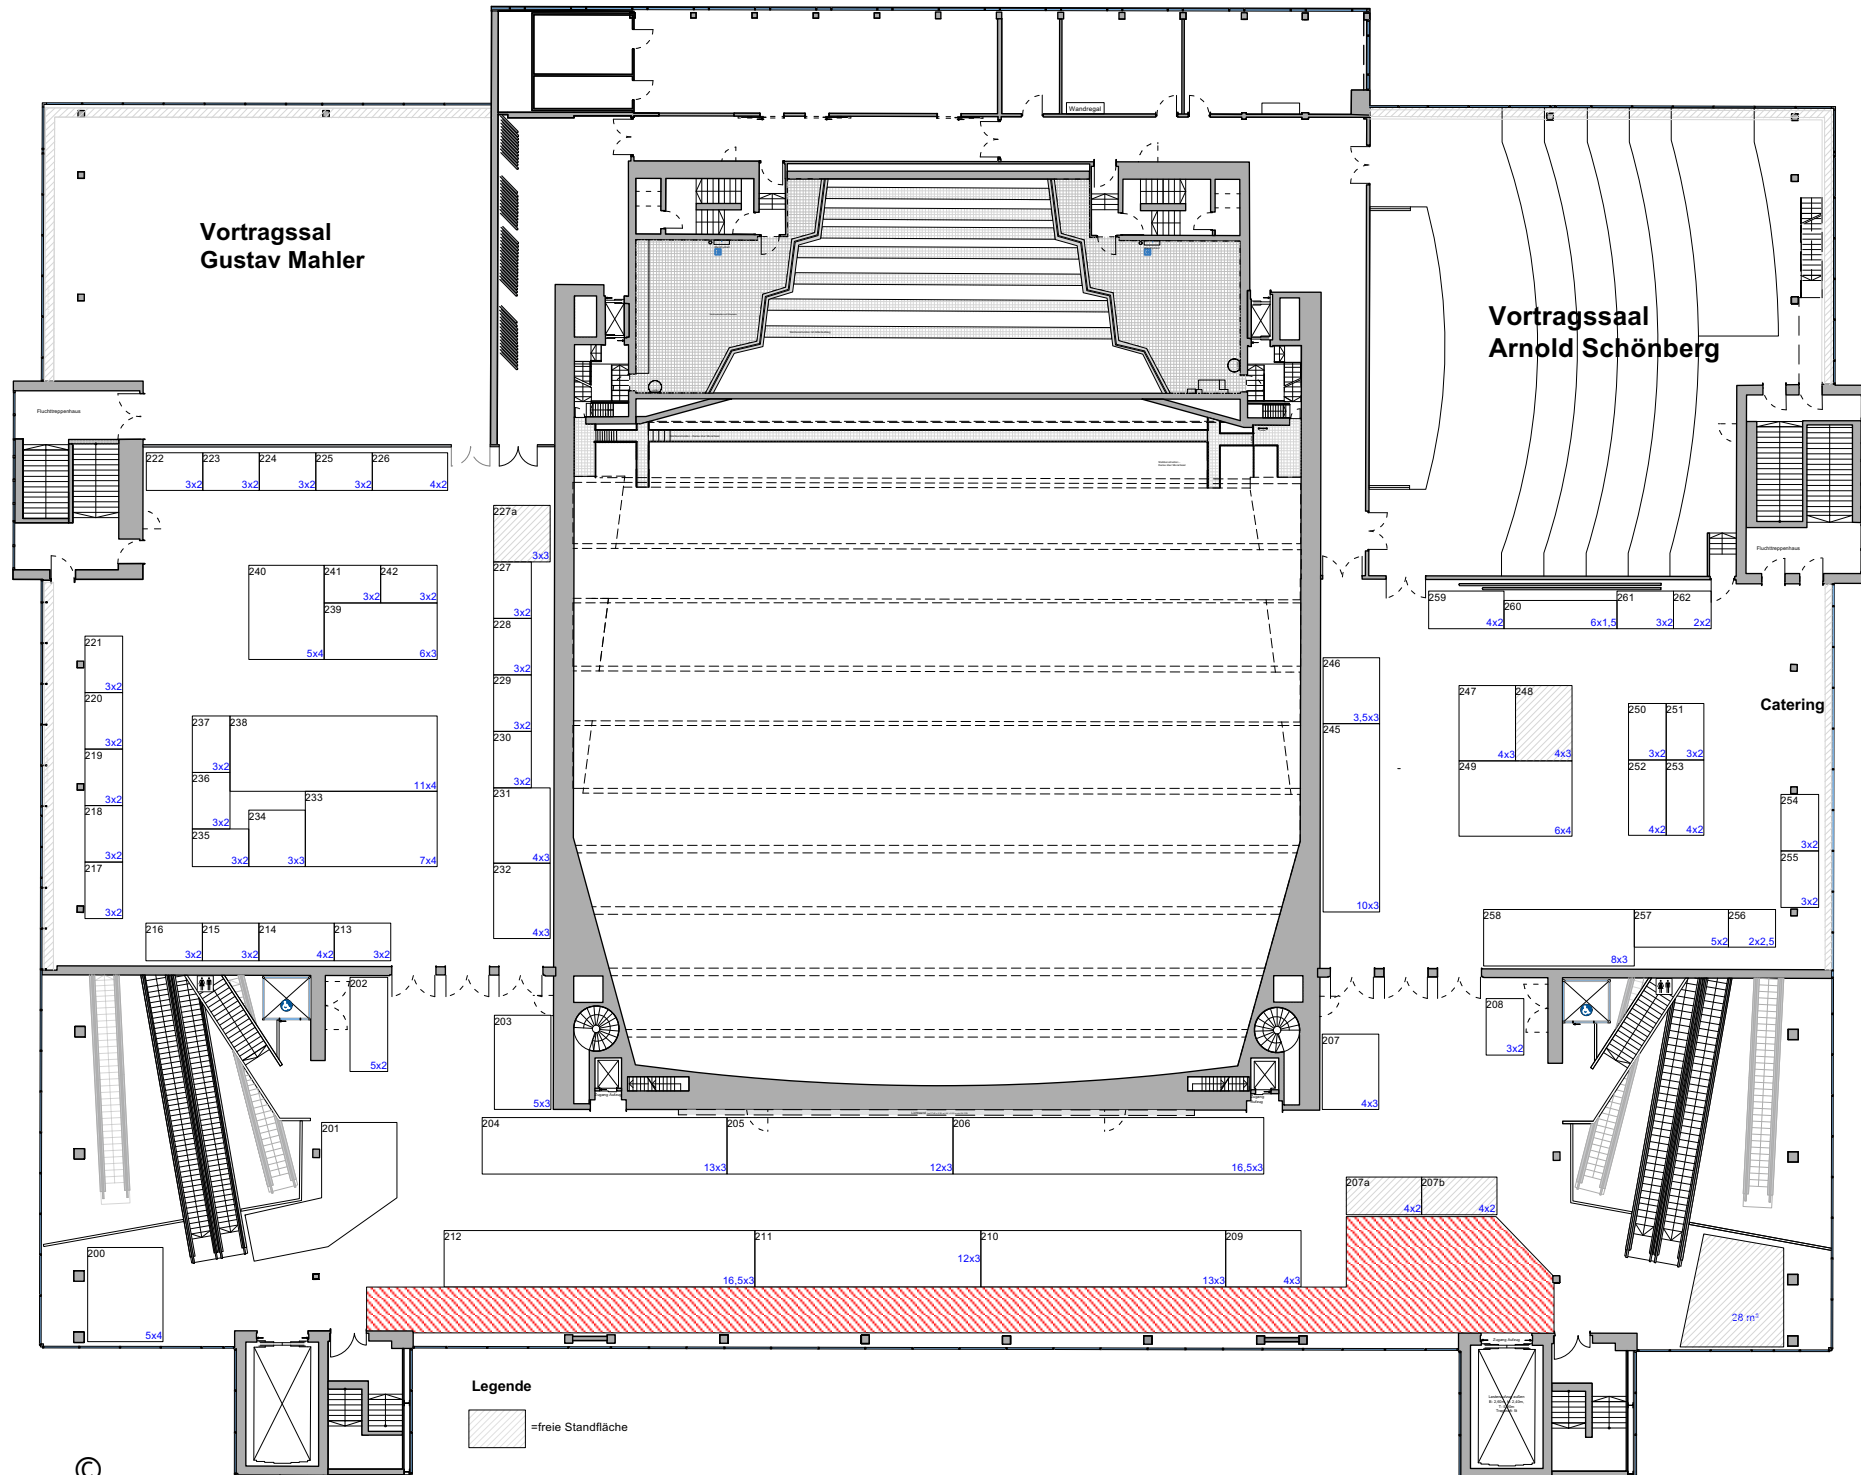 Wandregal
Vortragssal
Gustav Mahler
Vortragssaal
Arnold Schönberg
Fluchttreppenhaus
222
3x2
223
3x2
224
3x2
225
3x2
226
4x2
227a
3x3
Fluchttreppenhaus
240
5x4
241
3x2
242
3x2
239
6x3
227
3x2
228
3x2
229
3x2
230
3x2
231
4x3
232
4x3
259
4x2
260
6x1,5
261
3x2
262
2x2
221
3x2
220
3x2
219
3x2
218
3x2
217
3x2
237
3x2
238
11x4
236
3x2
233
7x4
234
3x3
235
3x2
246
3,5x3
245
10x3
247
4x3
248
4x3
249
6x4
250
3x2
251
3x2
252
4x2
253
4x2
Catering
254
3x2
255
3x2
216
3x2
215
3x2
214
4x2
213
3x2
258
8x3
257
5x2
256
2x2,5
202
5x2
203
5x3
207
4x3
208
3x2
Zugang Aufzug
Zugang
Aufzug
201
204
13x3
205
12x3
206
16,5x3
207a
4x2
207b
4x2
200
5x4
212
16,5x3
211
12x3
210
13x3
209
4x3
28 m²
Zugang Aufzug
Legende
=freie Standfläche
©